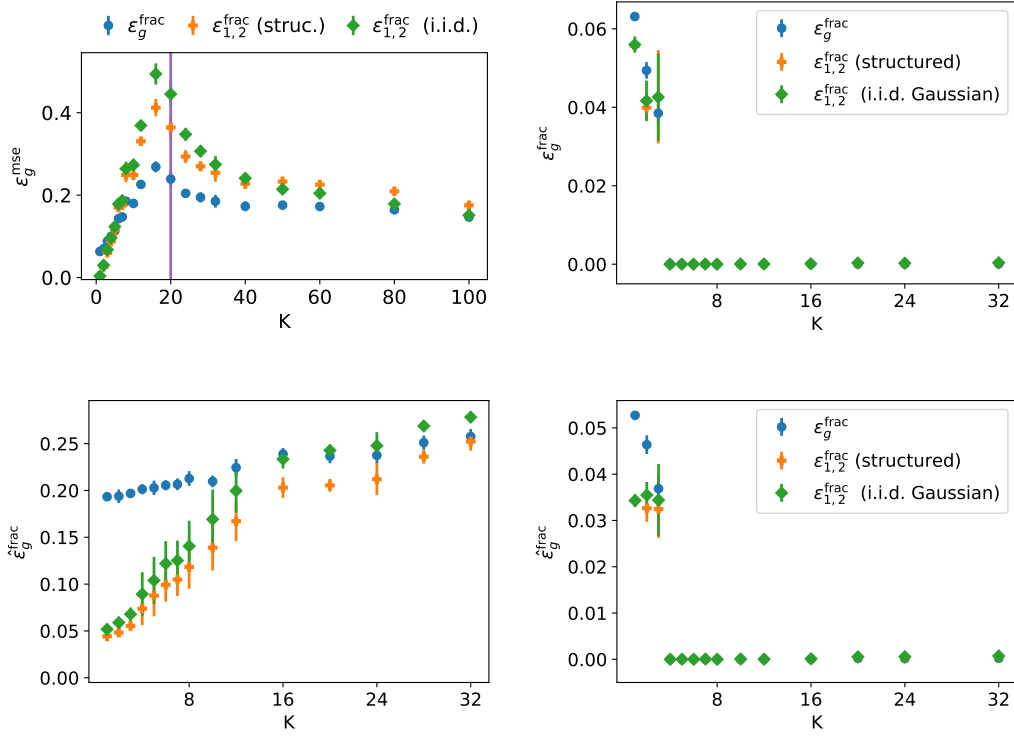 ε_g^frac ε_{1,2}^frac (struc.) ε_{1,2}^frac (i.i.d.)
ε_g^mse
0.4
0.2
0.0
0 20 40 60 80 100
K
ε_g^frac
0.06
0.04
0.02
0.00
ε_g^frac
ε_{1,2}^frac (structured)
ε_{1,2}^frac (i.i.d. Gaussian)
8 16 24 32
K
ε̂_g^frac
0.25
0.20
0.15
0.10
0.05
0.00
8 16 24 32
K
ε̂_g^frac
0.05
0.04
0.03
0.02
0.01
0.00
ε_g^frac
ε_{1,2}^frac (structured)
ε_{1,2}^frac (i.i.d. Gaussian)
8 16 24 32
K